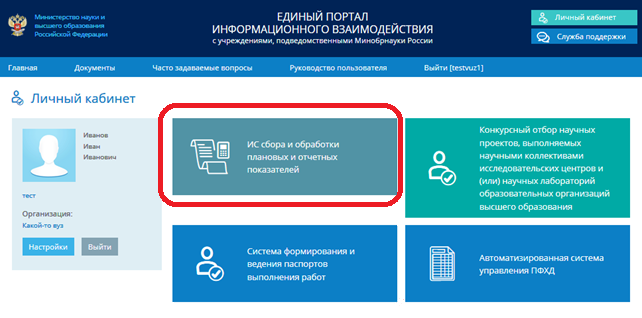 Министерство науки и
высшего образования
Российской Федерации
ЕДИНЫЙ ПОРТАЛ
ИНФОРМАЦИОННОГО ВЗАИМОДЕЙСТВИЯ
с учреждениями, подведомственными Минобрнауки России
Личный кабинет
Служба поддержки
Главная
Документы
Часто задаваемые вопросы
Руководство пользователя
Выйти [testvuz1]
Личный кабинет
Иванов
Иван
Иванович
тест
Организация:
Какой-то вуз
Настройки
Выйти
ИС сбора и обработки
плановых и отчетных
показателей
Конкурсный отбор научных
проектов, выполняемых
научными коллективами
исследовательских центров и
(или) научных лабораторий
образовательных организаций
высшего образования
Система формирования и
ведения паспортов
выполнения работ
Автоматизированная система
управления ПФХД